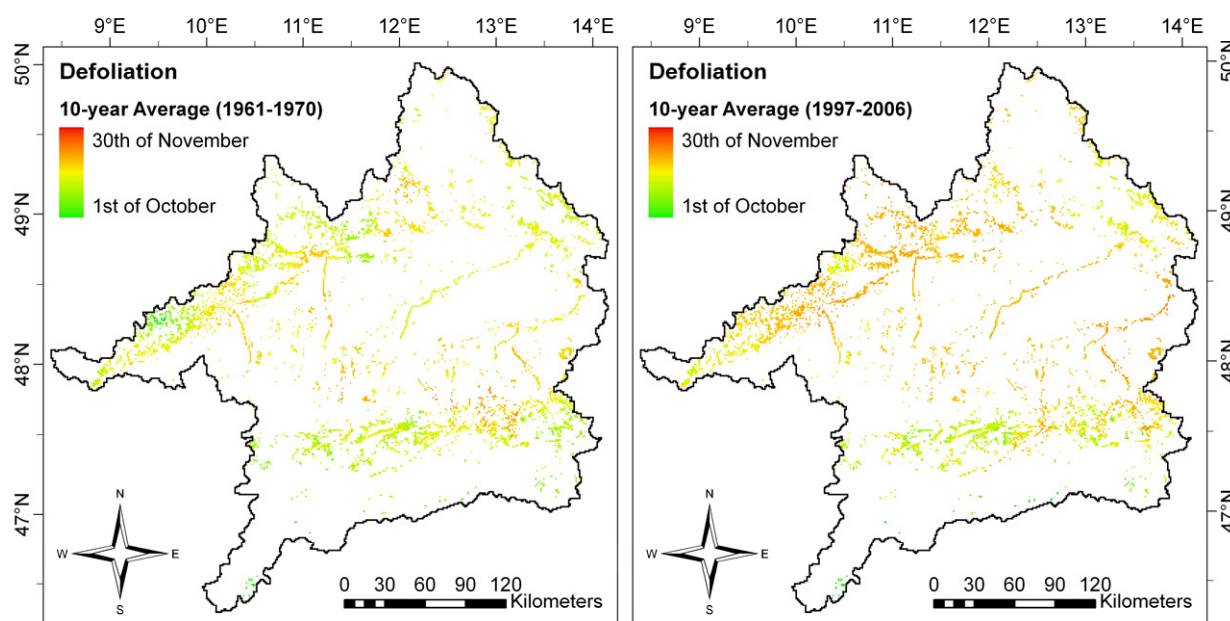 9°E 10°E 11°E 12°E 13°E 14°E
9°E 10°E 11°E 12°E 13°E 14°E
50°N
49°N
48°N
47°N
Defoliation
10-year Average (1961-1970)
30th of November
1st of October
N
W E
S
0 30 60 90 120
Kilometers
Defoliation
10-year Average (1997-2006)
30th of November
1st of October
N
W E
S
0 30 60 90 120
Kilometers
50°N
49°N
48°N
47°N